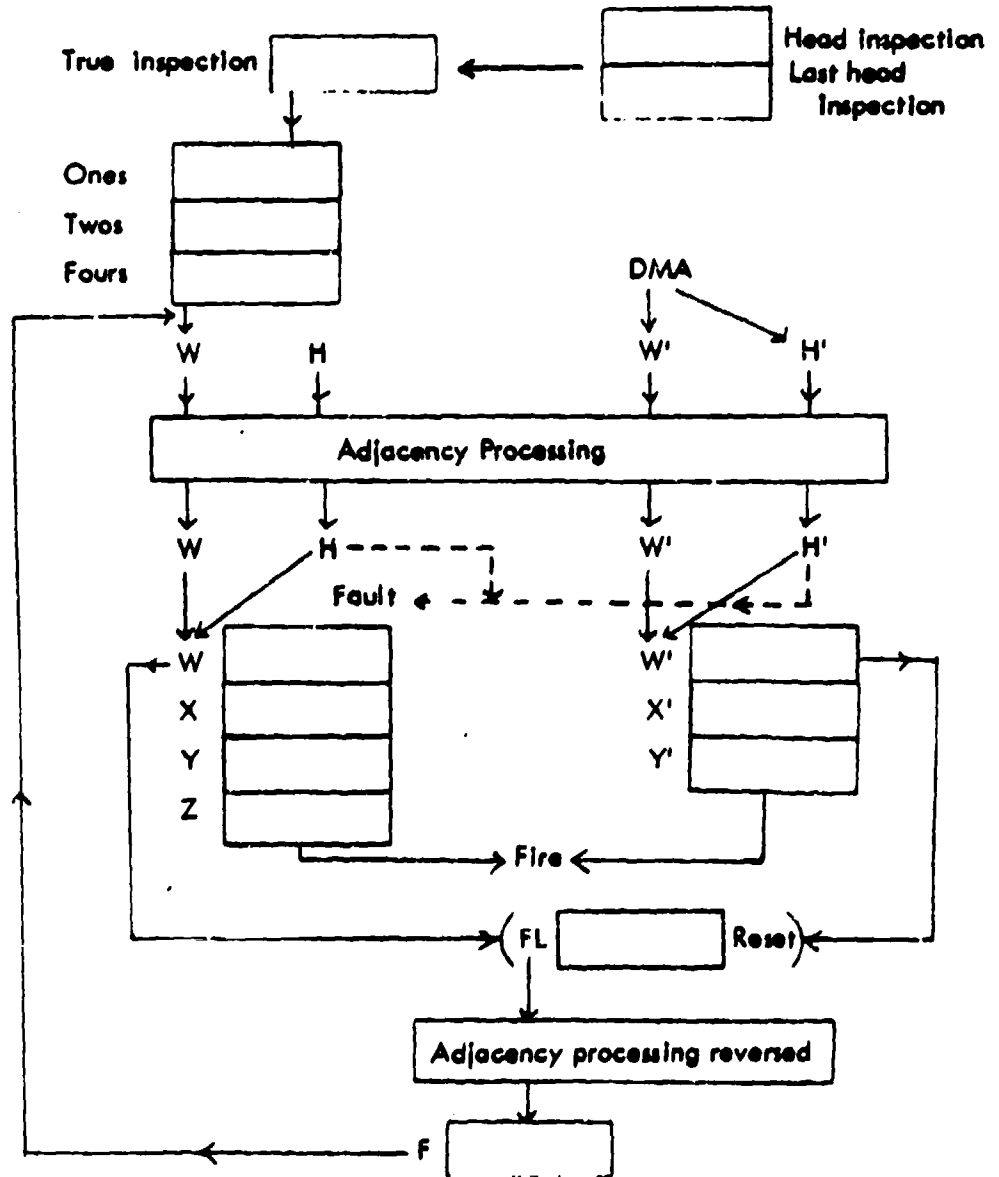 True inspection
Head inspection
Last head
inspection
Ones
Twos
Fours
DMA
W H W' H'
Adjacency Processing
W H W' H'
Fault
W W'
X X'
Y Y'
Z
Fire
(FL Reset)
Adjacency processing reversed
F